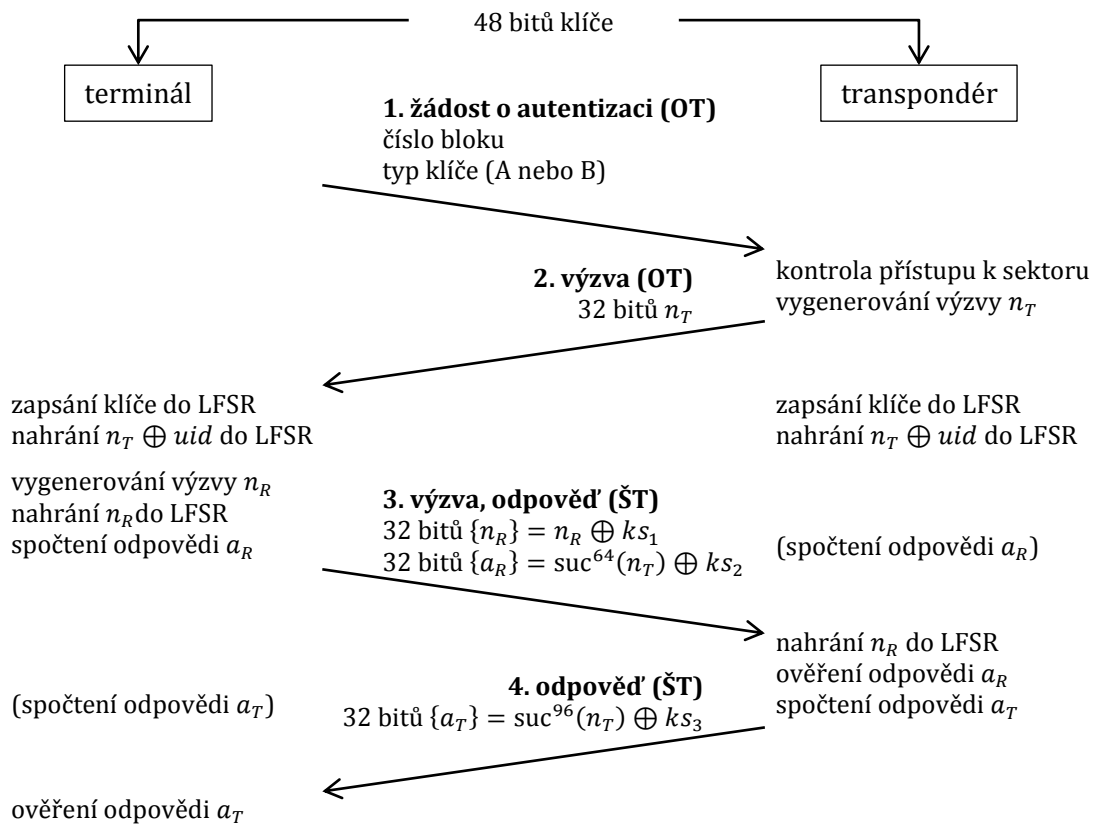 48 bitů klíče
terminál
transpondér
1. žádost o autentizaci (OT)
číslo bloku
typ klíče (A nebo B)
kontrola přístupu k sektoru
vygenerování výzvy n_T
2. výzva (OT)
32 bitů n_T
zapsání klíče do LFSR
nahrání n_T ⊕ uid do LFSR
zapsání klíče do LFSR
nahrání n_T ⊕ uid do LFSR
vygenerování výzvy n_R
nahrání n_R do LFSR
spočtení odpovědi a_R
3. výzva, odpověď (ŠT)
32 bitů {n_R} = n_R ⊕ ks_1
32 bitů {a_R} = suc^64(n_T) ⊕ ks_2
(spočtení odpovědi a_R)
nahrání n_R do LFSR
ověření odpovědi a_R
spočtení odpovědi a_T
4. odpověď (ŠT)
32 bitů {a_T} = suc^96(n_T) ⊕ ks_3
(spočtení odpovědi a_T)
ověření odpovědi a_T